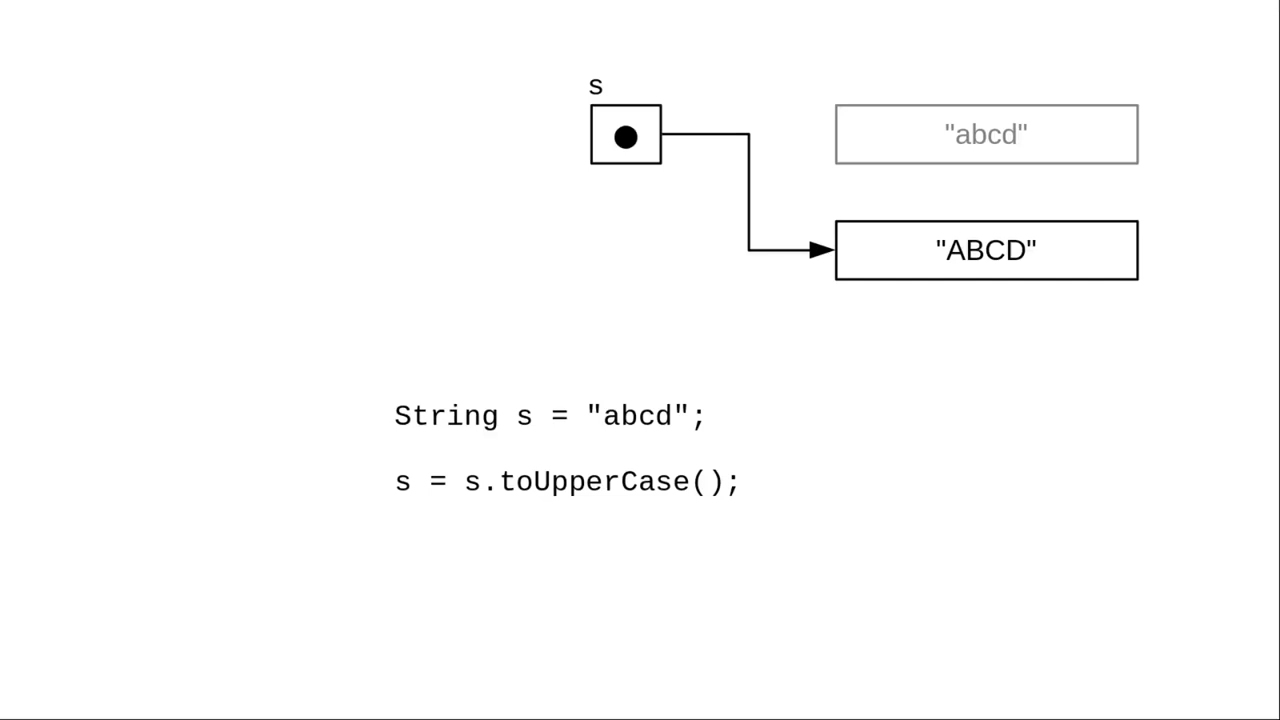 s
"abcd"
"ABCD"
String s = "abcd";
s = s.toUpperCase();